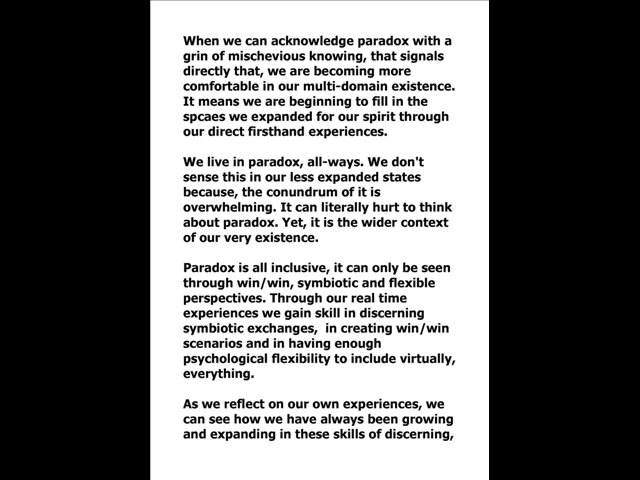 When we can acknowledge paradox with a
grin of mischevious knowing, that signals
directly that, we are becoming more
comfortable in our multi-domain existence.
It means we are beginning to fill in the
spcaes we expanded for our spirit through
our direct firsthand experiences.
We live in paradox, all-ways. We don't
sense this in our less expanded states
because, the conundrum of it is
overwhelming. It can literally hurt to think
about paradox. Yet, it is the wider context
of our very existence.
Paradox is all inclusive, it can only be seen
through win/win, symbiotic and flexible
perspectives. Through our real time
experiences we gain skill in discerning
symbiotic exchanges,  in creating win/win
scenarios and in having enough
psychological flexibility to include virtually,
everything.
As we reflect on our own experiences, we
can see how we have always been growing
and expanding in these skills of discerning,